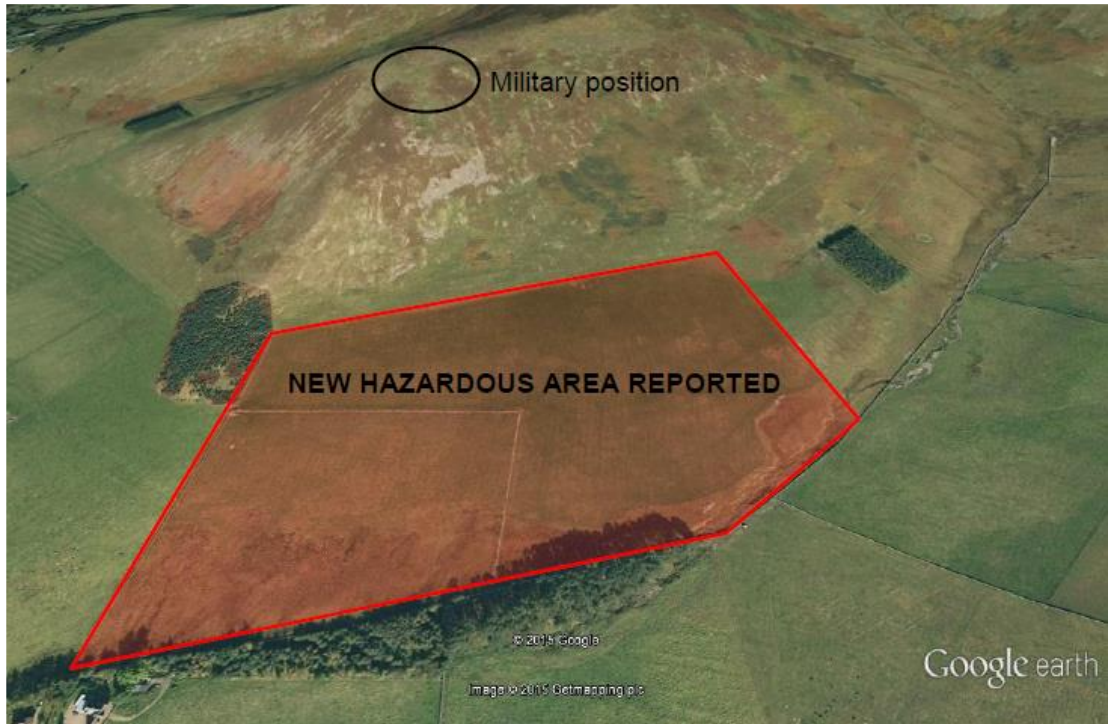 Military position
NEW HAZARDOUS AREA REPORTED
© 2015 Google
Image © 2015 Getmapping plc
Google earth